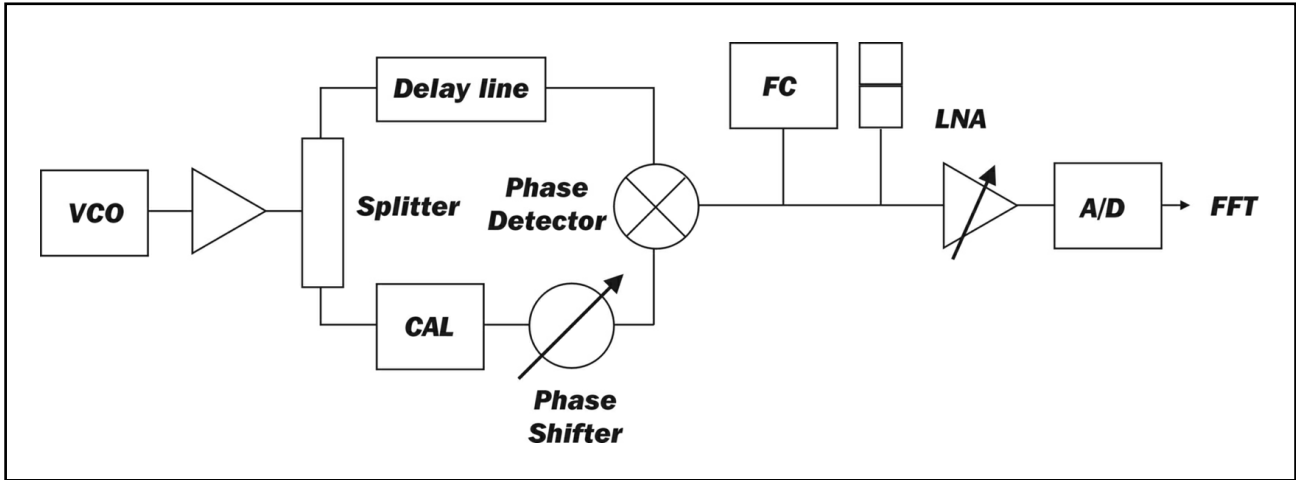 Delay line
FC
LNA
VCO
Splitter
Phase
Detector
A/D
FFT
CAL
Phase
Shifter